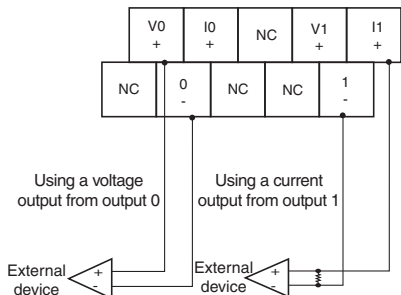 V0 I0 NC V1 I1
+ + + +
NC 0 NC NC 1
- -
Using a voltage
output from output 0
Using a current
output from output 1
External
device
+
-
External
device
+
-